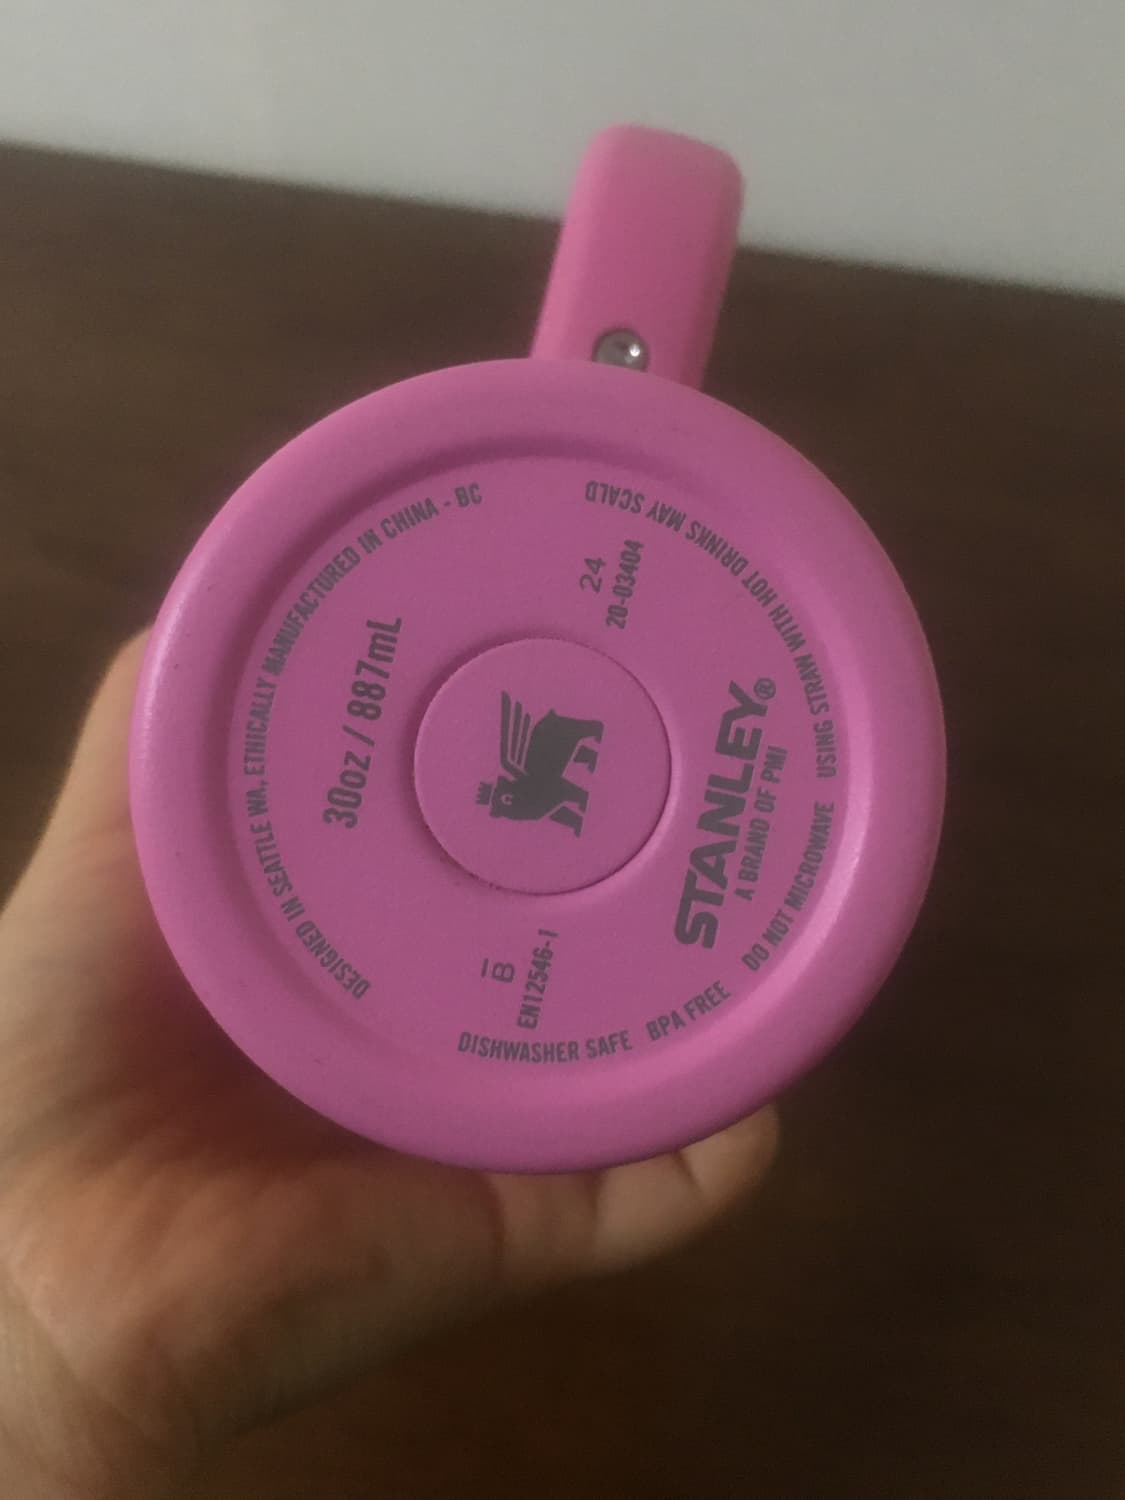 DESIGNED IN SEATTLE WA., ETHICALLY MANUFACTURED IN CHINA - BC
30oz / 887mL
24
20-03404
STANLEY®
A BRAND OF PMI
IB
EN12546-1
DISHWASHER SAFE BPA FREE DO NOT MICROWAVE USING STRAW WITH HOT DRINKS MAY SCALD